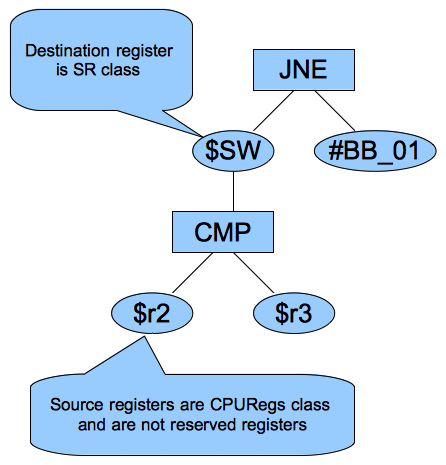 Destination register
is SR class
JNE
$SW
#BB_01
CMP
$r2
$r3
Source registers are CPURegs class
and are not reserved registers